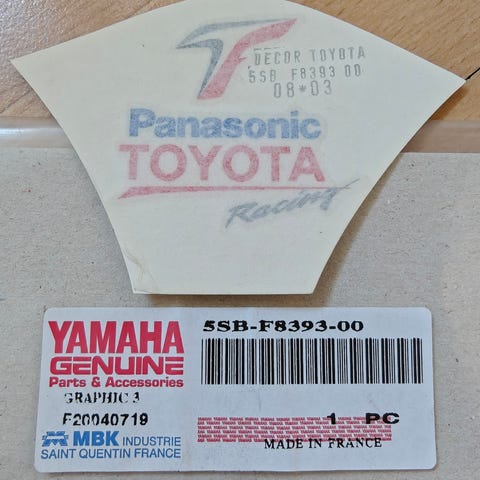 DECOR TOYOTA
5SB F8393 00
08*03
TF
Panasonic
TOYOTA
Racing
YAMAHA
GENUINE
Parts & Accessories
5SB-F8393-00
GRAPHIC 3
F20040719
1 PC
MBK INDUSTRIE
SAINT QUENTIN FRANCE
MADE IN FRANCE